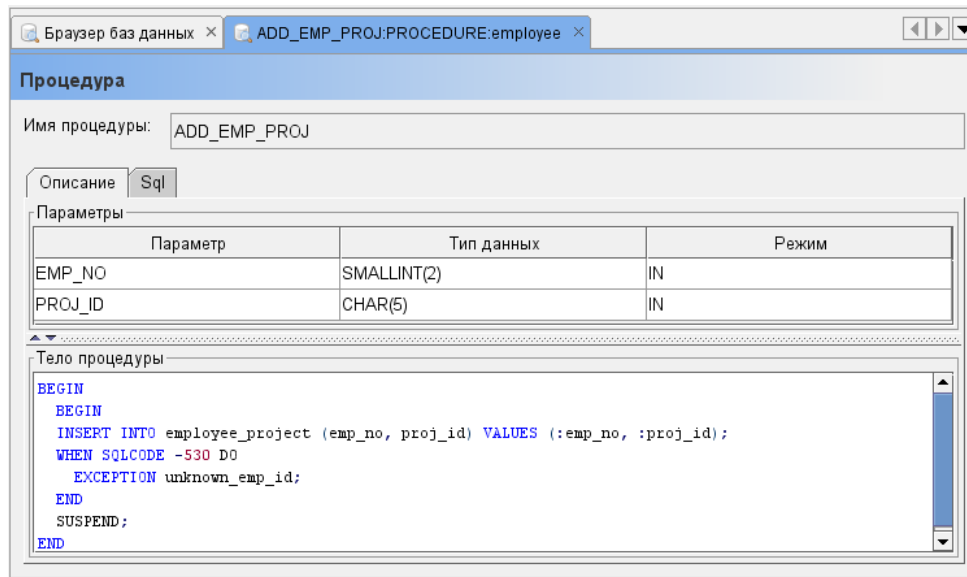 Браузер баз данных × ADD_EMP_PROJ:PROCEDURE:employee ×
Процедура
Имя процедуры: ADD_EMP_PROJ
Описание Sql
Параметры
Параметр Тип данных Режим
EMP_NO SMALLINT(2) IN
PROJ_ID CHAR(5) IN
Тело процедуры
BEGIN
BEGIN
INSERT INTO employee_project (emp_no, proj_id) VALUES (:emp_no, :proj_id);
WHEN SQLCODE -530 DO
EXCEPTION unknown_emp_id;
END
SUSPEND;
END